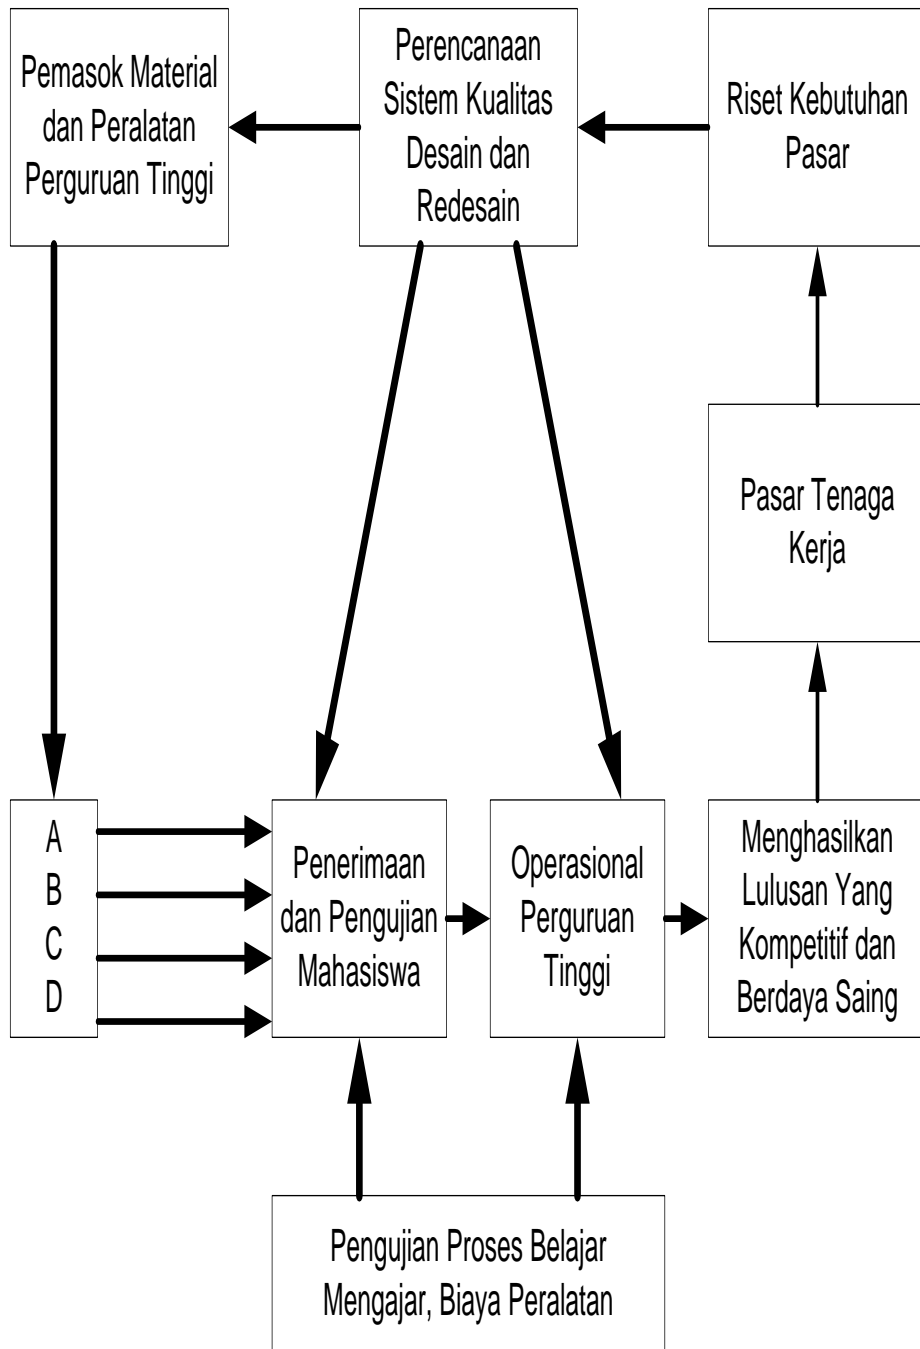 Pemasok Material
dan Peralatan
Perguruan Tinggi
Perencanaan
Sistem Kualitas
Desain dan
Redesain
Riset Kebutuhan
Pasar
Pasar Tenaga
Kerja
A
B
C
D
Penerimaan
dan Pengujian
Mahasiswa
Operasional
Perguruan
Tinggi
Menghasilkan
Lulusan Yang
Kompetitif dan
Berdaya Saing
Pengujian Proses Belajar
Mengajar, Biaya Peralatan